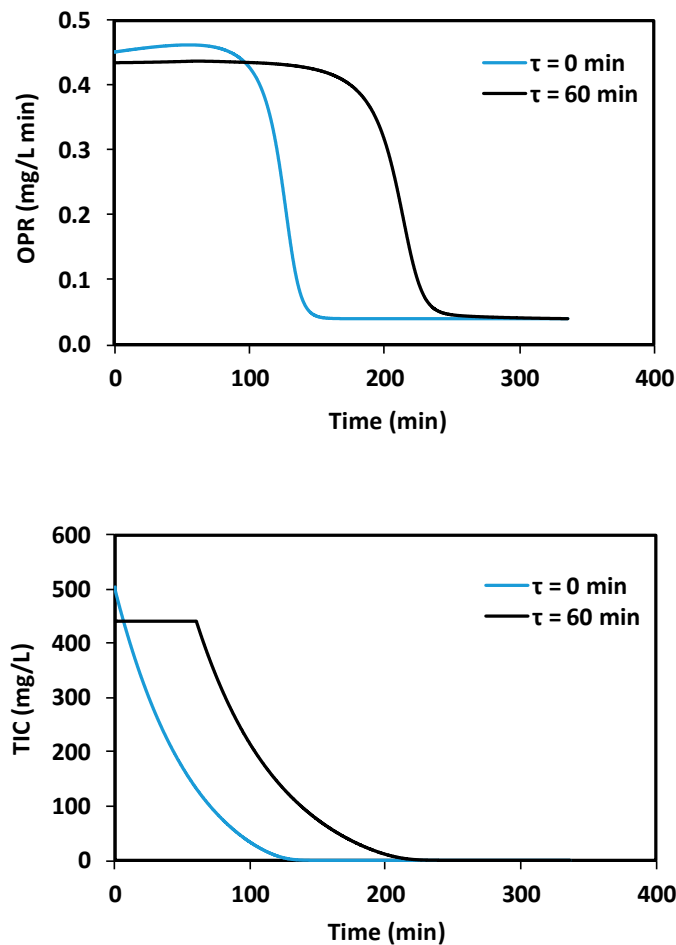 0.5
0.4
0.3
0.2
0.1
0.0
OPR (mg/L min)
τ = 0 min
τ = 60 min
0 100 200 300 400
Time (min)
600
500
400
300
200
100
0
TIC (mg/L)
τ = 0 min
τ = 60 min
0 100 200 300 400
Time (min)